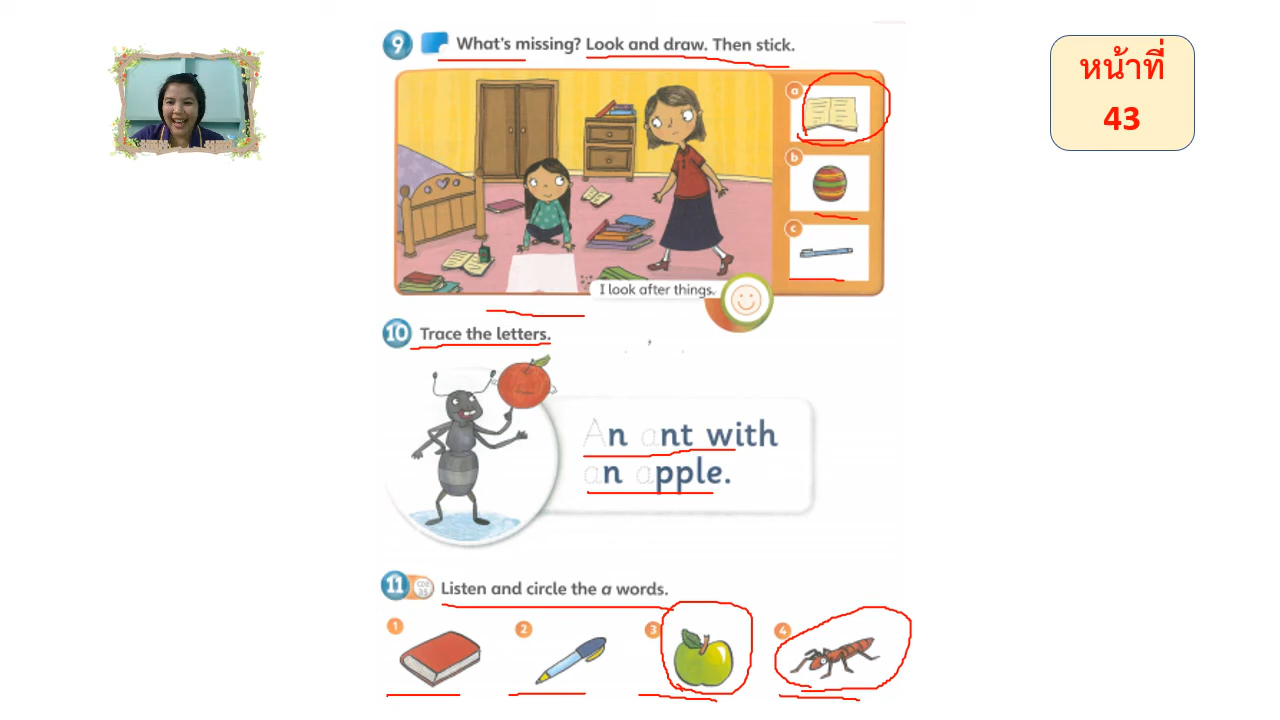 9 What's missing? Look and draw. Then stick.
a
b
c
I look after things.
10 Trace the letters.
An ant with
an apple.
11 CD2 Listen and circle the a words.
1
2
3
4
หน้าที่
43